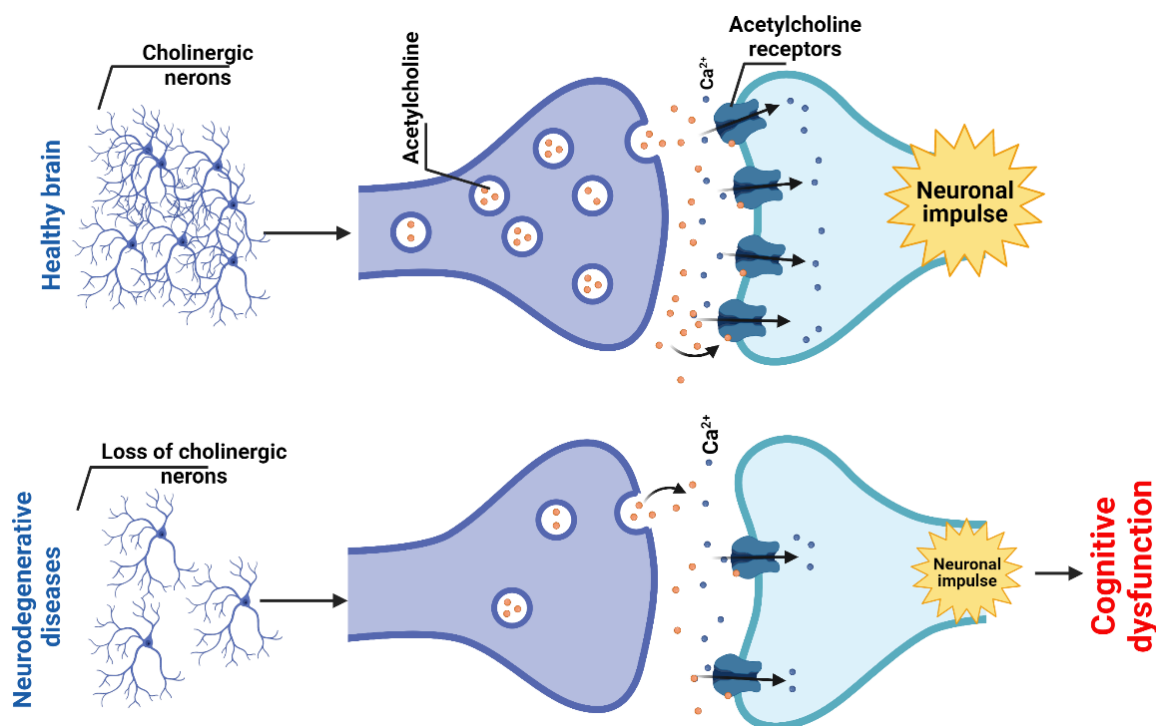 Healthy brain
Cholinergic
nerons
Acetylcholine
Ca²⁺
Acetylcholine
receptors
Neuronal
impulse
Neurodegenerative
diseases
Loss of cholinergic
nerons
Ca²⁺
Neuronal
impulse
Cognitive
dysfunction